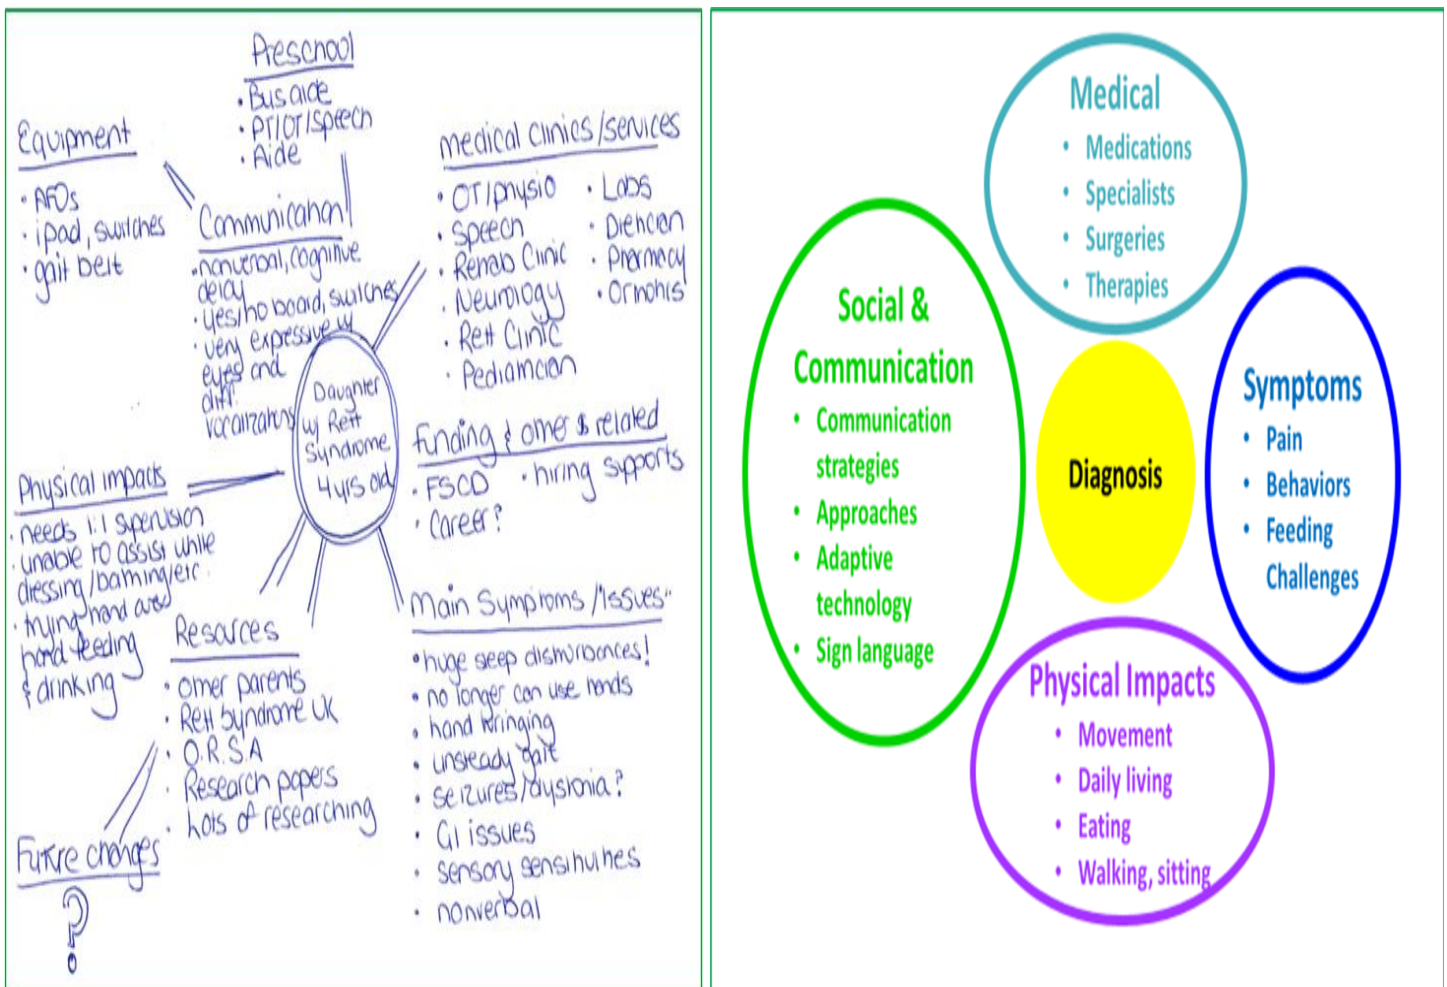 Preschool
• Bus aide
• PT/OT/Speech
• Aide
Equipment
• AFOs
• ipad, switches
• gait belt
Communication
• nonverbal, cognitive
delay
• yes/no board, switches
• very expressive w/
eyes and
diff.
vocalizations
medical clinics/services
• OT/physio
• Speech
• Rehab Clinic
• Neurology
• Rett Clinic
• Pediatrician
• Labs
• Dietician
• Pharmacy
• Orthotics
Daughter
w/ Rett
Syndrome
4 yrs old
Funding & other $ related
• FSCD
• hiring supports
• Career?
Physical impacts
• needs 1:1 supervision
• unable to assist while
dressing/bathing/etc.
• trying hand over
hand feeding
& drinking
Resources
• other parents
• Rett Syndrome UK
• O.R.S.A
• Research papers
• Lots of researching
Main Symptoms/"Issues"
• huge sleep disturbances!
• no longer can use hands
• hand wringing
• unsteady gait
• seizures/dystonia?
• GI issues
• sensory sensitivities
• nonverbal
Future changes
?
Medical
• Medications
• Specialists
• Surgeries
• Therapies
Social &
Communication
• Communication
strategies
• Approaches
• Adaptive
technology
• Sign language
Diagnosis
Symptoms
• Pain
• Behaviors
• Feeding
Challenges
Physical Impacts
• Movement
• Daily living
• Eating
• Walking, sitting